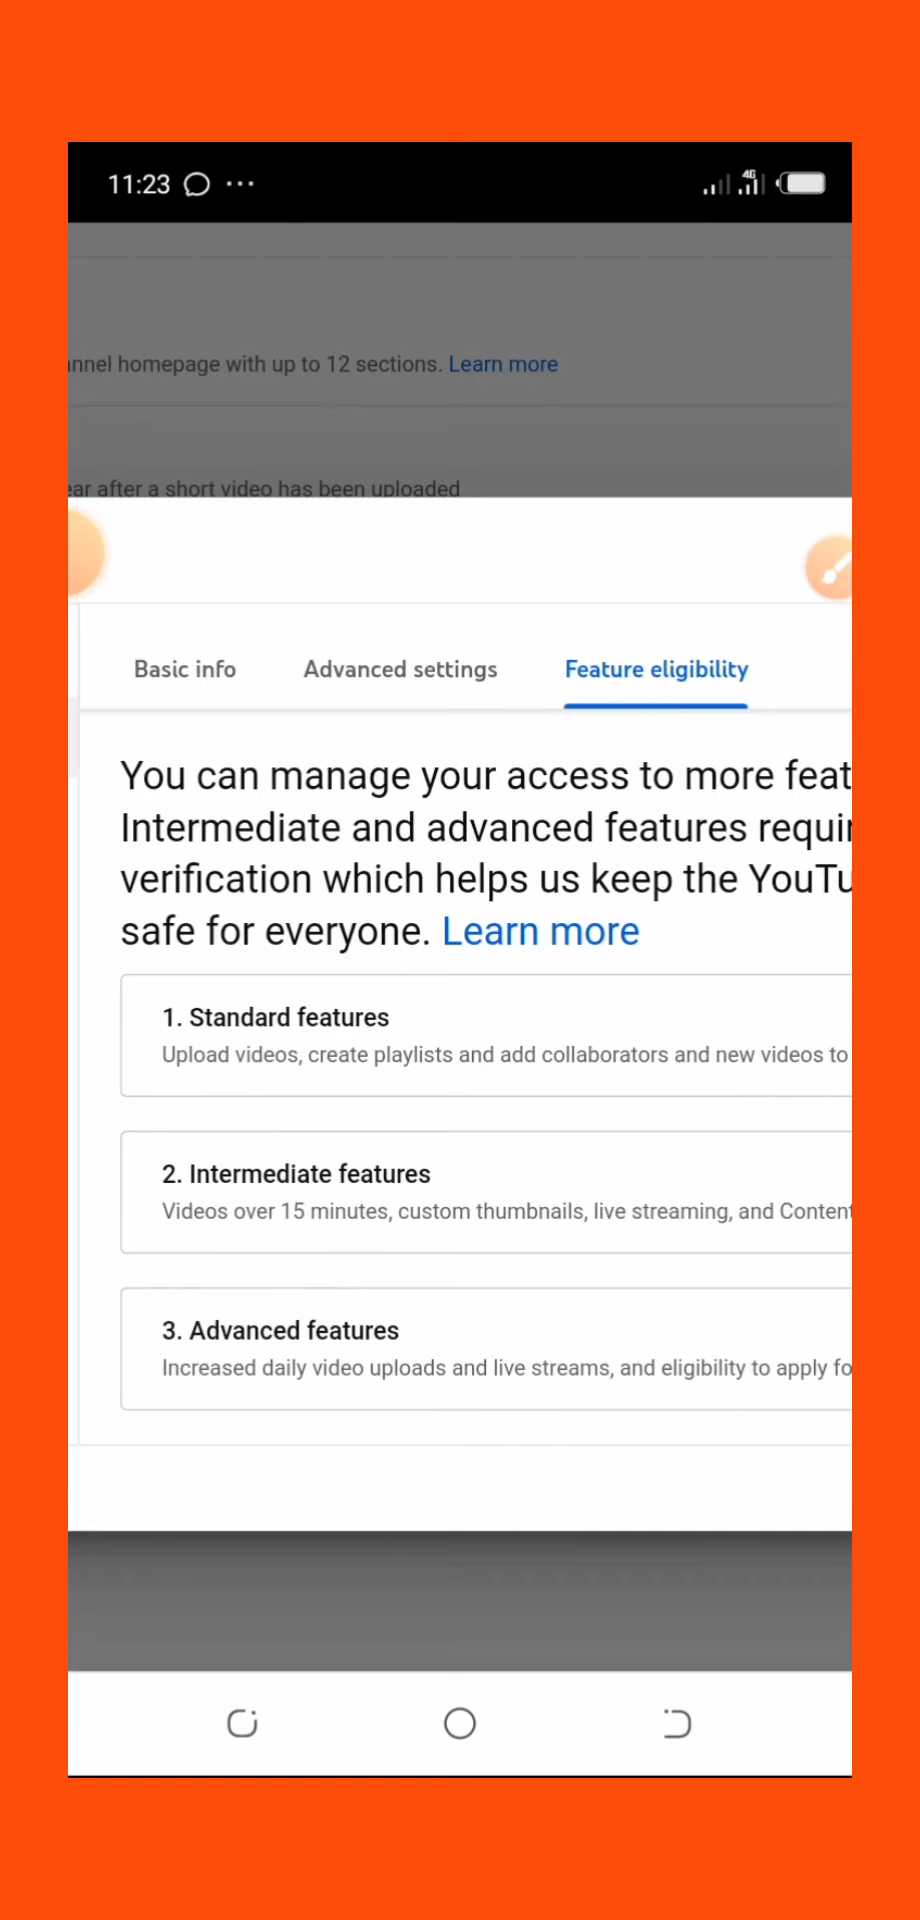 11:23
4G
nnel homepage with up to 12 sections. Learn more
ear after a short video has been uploaded
Basic info Advanced settings Feature eligibility
You can manage your access to more feat
Intermediate and advanced features requir
verification which helps us keep the YouTu
safe for everyone. Learn more
1. Standard features
Upload videos, create playlists and add collaborators and new videos to
2. Intermediate features
Videos over 15 minutes, custom thumbnails, live streaming, and Content
3. Advanced features
Increased daily video uploads and live streams, and eligibility to apply fo